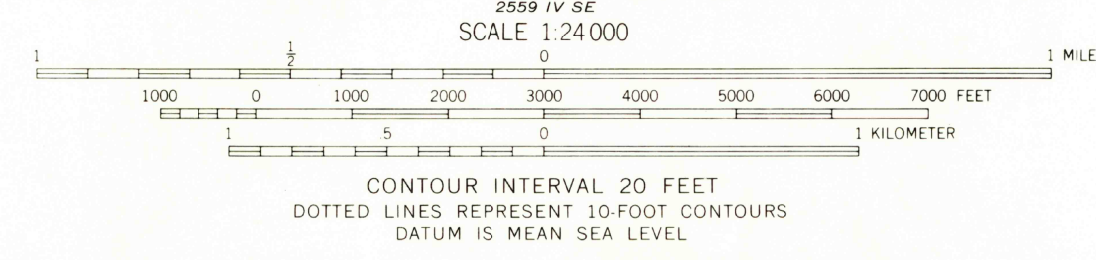 2559 IV SE
SCALE 1:24 000
1 1/2 0 1 MILE
1000 0 1000 2000 3000 4000 5000 6000 7000 FEET
1 .5 0 1 KILOMETER
CONTOUR INTERVAL 20 FEET
DOTTED LINES REPRESENT 10-FOOT CONTOURS
DATUM IS MEAN SEA LEVEL